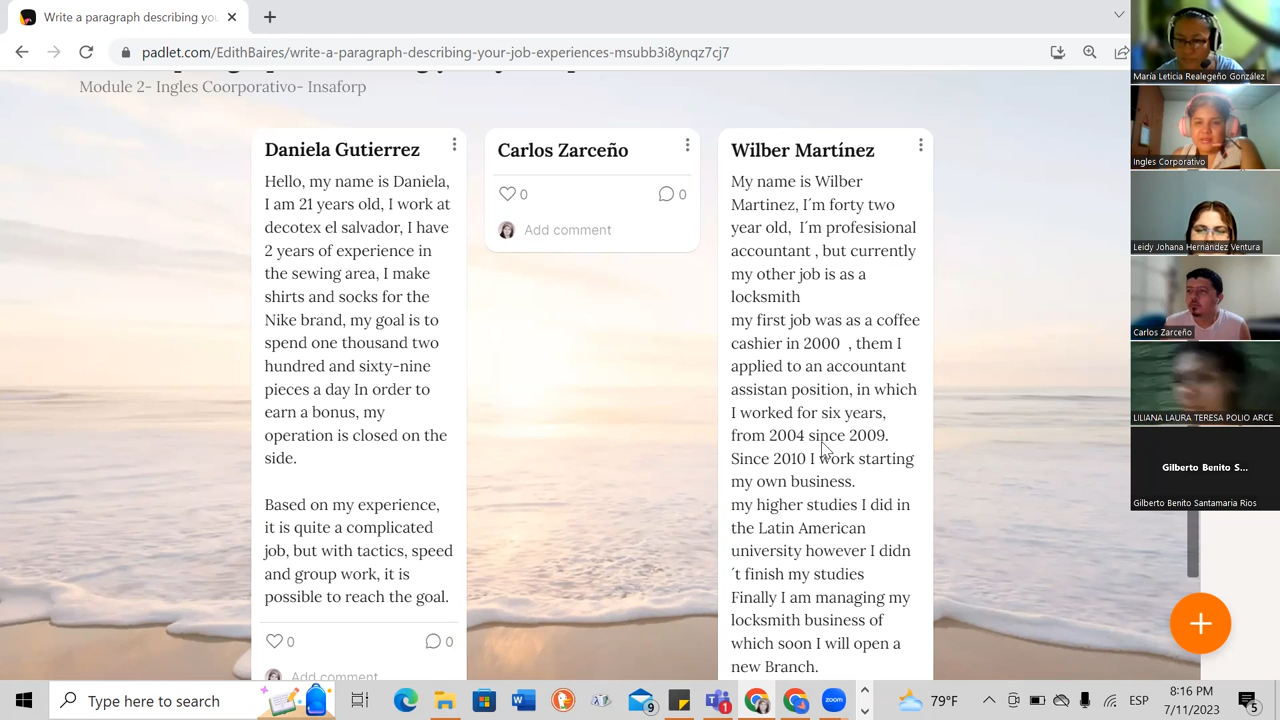 Write a paragraph describing you
padlet.com/EdithBaires/write-a-paragraph-describing-your-job-experiences-msubb3i8ynqz7cj7
Module 2- Ingles Coorporativo- Insaforp
Daniela Gutierrez
Hello, my name is Daniela,
I am 21 years old, I work at
decotex el salvador, I have
2 years of experience in
the sewing area, I make
shirts and socks for the
Nike brand, my goal is to
spend one thousand two
hundred and sixty-nine
pieces a day In order to
earn a bonus, my
operation is closed on the
side.
Based on my experience,
it is quite a complicated
job, but with tactics, speed
and group work, it is
possible to reach the goal.
0
0
Add comment
Carlos Zarceño
0
0
Add comment
Wilber Martínez
My name is Wilber
Martinez, I´m forty two
year old, I´m profesisional
accountant , but currently
my other job is as a
locksmith
my first job was as a coffee
cashier in 2000 , them I
applied to an accountant
assistan position, in which
I worked for six years,
from 2004 since 2009.
Since 2010 I work starting
my own business.
my higher studies I did in
the Latin American
university however I didn
´t finish my studies
Finally I am managing my
locksmith business of
which soon I will open a
new Branch.
María Leticia Realegeño González
Ingles Corporativo
Leidy Johana Hernández Ventura
Carlos Zarceño
LILIANA LAURA TERESA POLIO ARCE
Gilberto Benito S...
Gilberto Benito Santamaria Rios
Type here to search
9
1
zoom
79°F
ESP
8:16 PM
7/11/2023
5